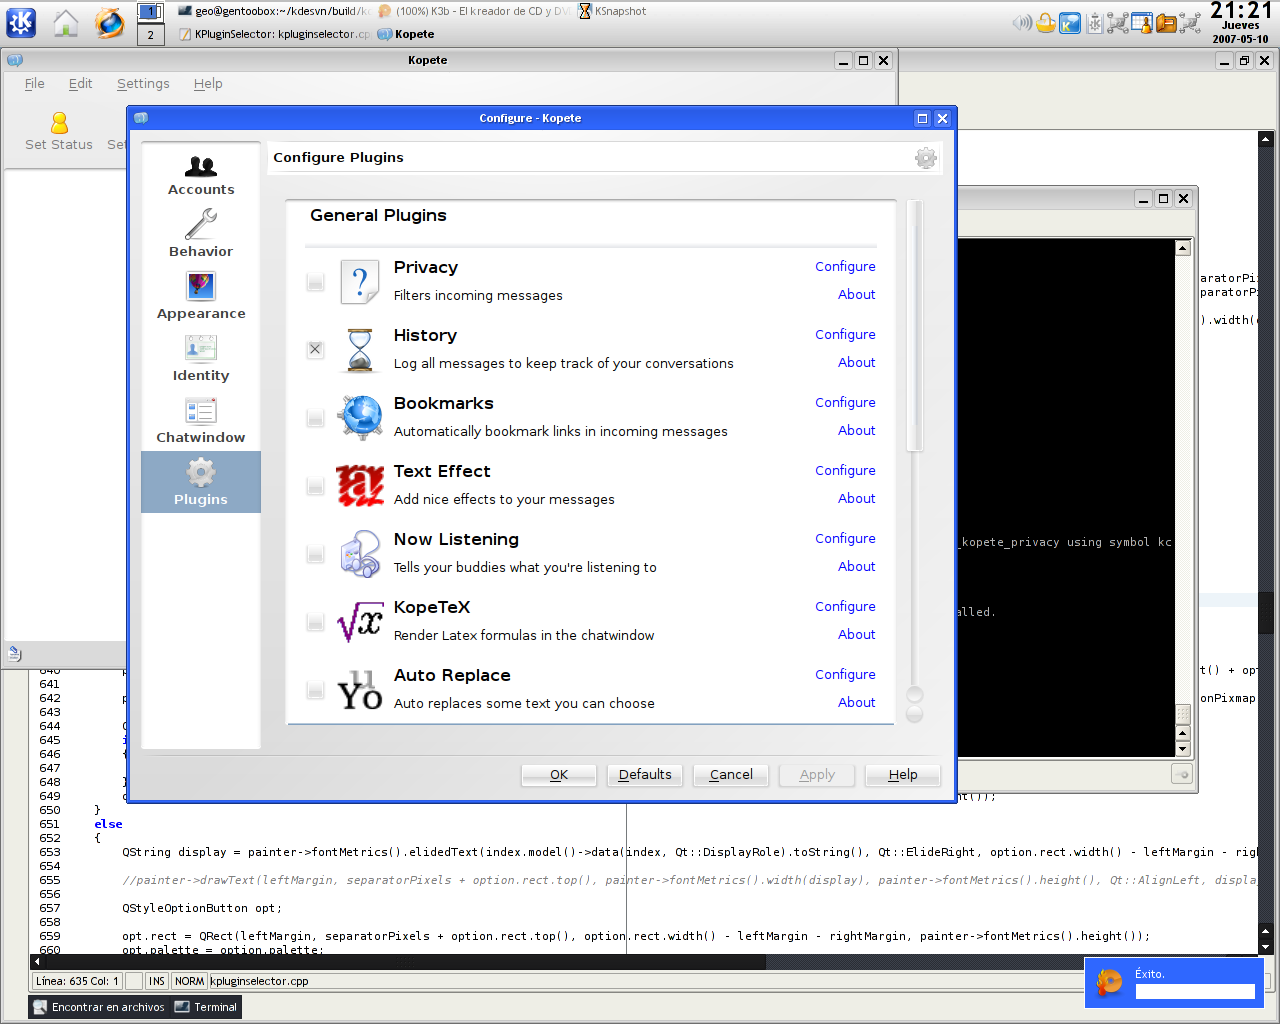 1
2
geo@gentoobox:~/kdesvn/build/k
(100%) K3b - El kreador de CD y DV
KSnapshot
KPluginSelector: kpluginselector.cp
Kopete
21:21
Jueves
2007-05-10
Kopete
File Edit Settings Help
Set Status
Configure - Kopete
Accounts
Behavior
Appearance
Identity
Chatwindow
Plugins
Configure Plugins
General Plugins
Privacy
Filters incoming messages
Configure
About
History
Log all messages to keep track of your conversations
Configure
About
Bookmarks
Automatically bookmark links in incoming messages
Configure
About
Text Effect
Add nice effects to your messages
Configure
About
Now Listening
Tells your buddies what you're listening to
Configure
About
KopeTeX
Render Latex formulas in the chatwindow
Configure
About
Auto Replace
Auto replaces some text you can choose
Configure
About
OK
Defaults
Cancel
Apply
Help
aratorPi
paratorP
).width(
_kopete_privacy using symbol kc
alled.
t() + opt
onPixmap
640
641
642
643
644
645
646 {
647
648 }
649
ht());
650 }
651 else
652 {
653 QString display = painter->fontMetrics().elidedText(index.model()->data(index, Qt::DisplayRole).toString(), Qt::ElideRight, option.rect.width() - leftMargin - righ
654
655 //painter->drawText(leftMargin, separatorPixels + option.rect.top(), painter->fontMetrics().width(display), painter->fontMetrics().height(), Qt::AlignLeft, displa
656
657 QStyleOptionButton opt;
658
659 opt.rect = QRect(leftMargin, separatorPixels + option.rect.top(), option.rect.width() - leftMargin - rightMargin, painter->fontMetrics().height());
660 opt.palette = option.palette;
Línea: 635 Col: 1 INS NORM kpluginselector.cpp
Éxito.
Encontrar en archivos Terminal